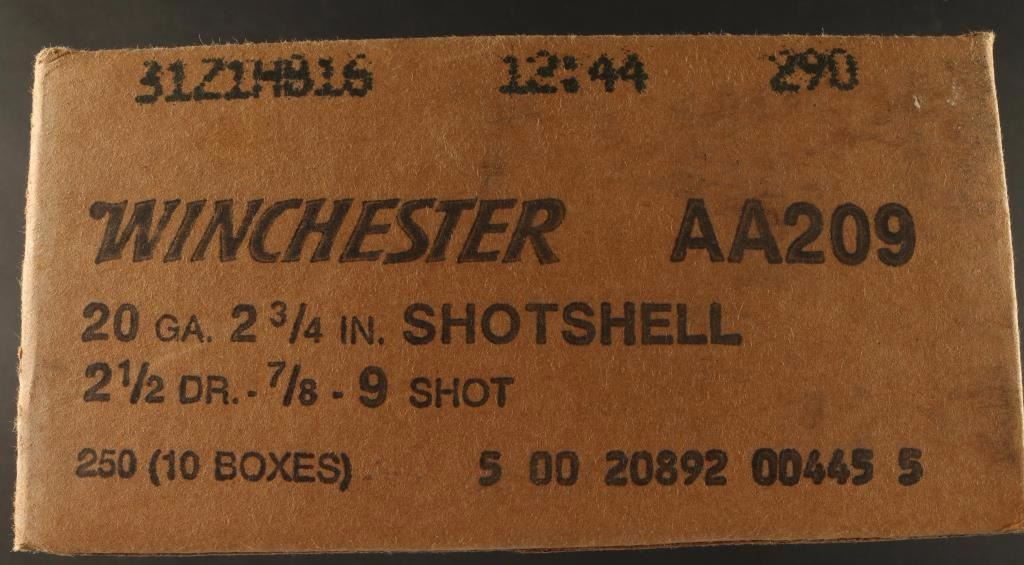 31Z1HB16 12:44 290
WINCHESTER AA209
20 GA. 2 3/4 IN. SHOTSHELL
2 1/2 DR. - 7/8 - 9 SHOT
250 (10 BOXES) 5 00 20892 00445 5